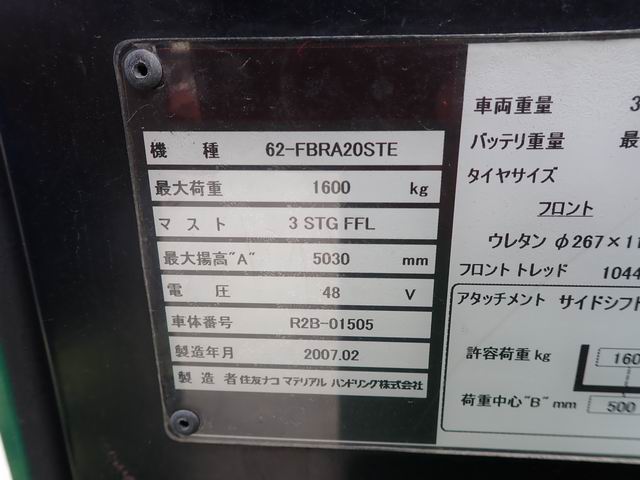 機 種 62-FBRA20STE
最大荷重 1600 kg
マスト 3 STG FFL
最大揚高"A" 5030 mm
電 圧 48 V
車体番号 R2B-01505
製造年月 2007.02
製造者 住友ナコ マテリアル ハンドリング株式会社
車両重量 3
バッテリ重量 最
タイヤサイズ
フロント
ウレタン φ267×11
フロントトレッド 1044
アタッチメント サイドシフト
許容荷重 kg 160
荷重中心"B" mm 500